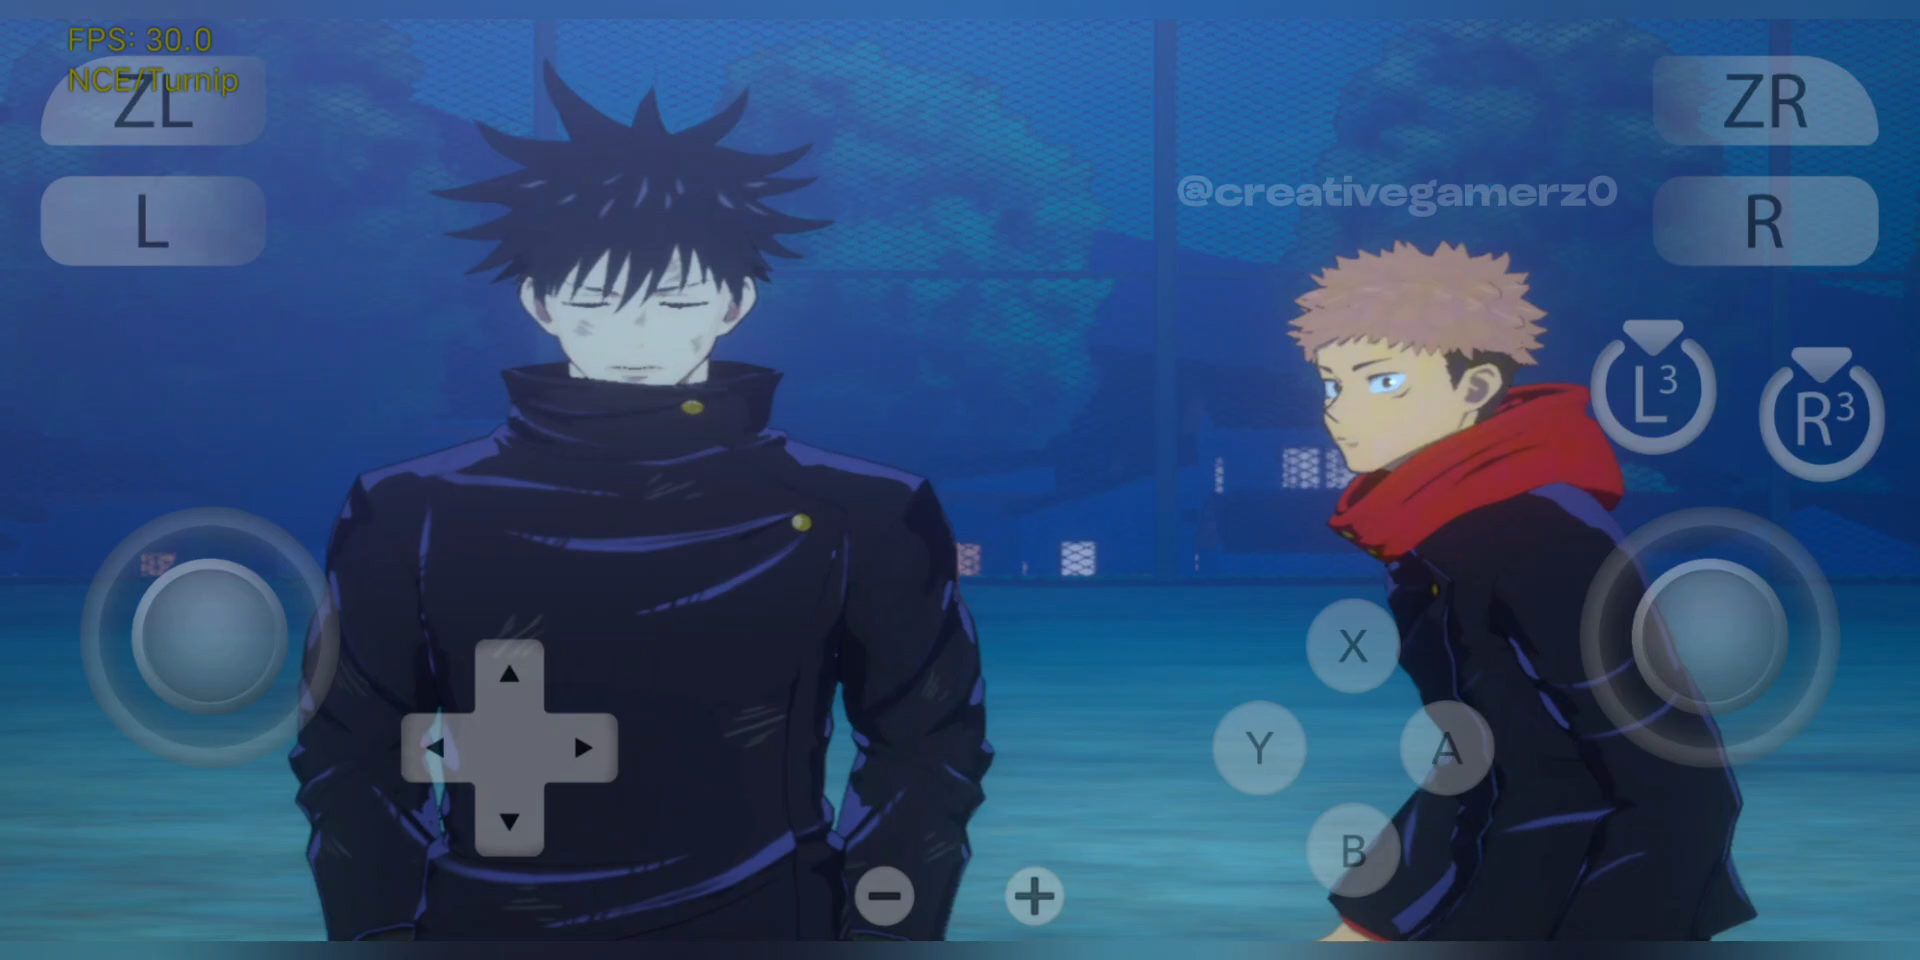 FPS: 30.0
NCE/Turnip
ZL
ZR
@creativegamerz0
L
R
L3
R3
X
Y
A
B